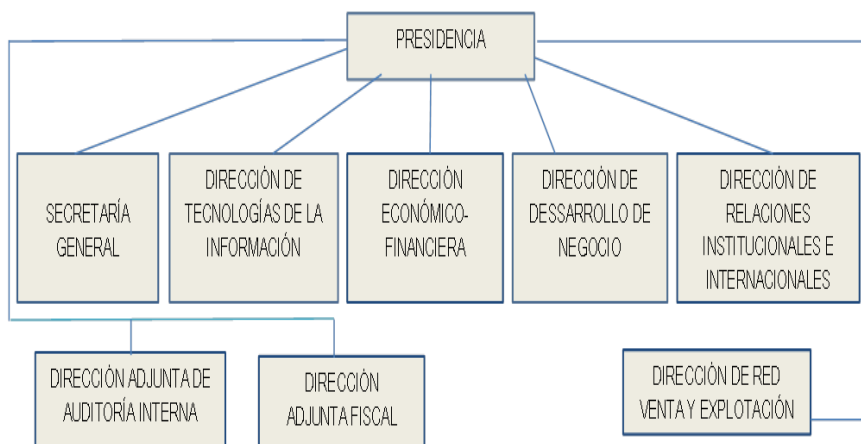 PRESIDENCIA
SECRETARÍA
GENERAL
DIRECCIÓN DE
TECNOLOGÍAS DE LA
INFORMACIÓN
DIRECCIÓN
ECONÓMICO-
FINANCIERA
DIRECCIÓN DE
DESSARROLLO DE
NEGOCIO
DIRECCIÓN DE
RELACIONES
INSTITUCIONALES E
INTERNACIONALES
DIRECCIÓN ADJUNTA DE
AUDITORÍA INTERNA
DIRECCIÓN
ADJUNTA FISCAL
DIRECCIÓN DE RED
VENTA Y EXPLOTACIÓN